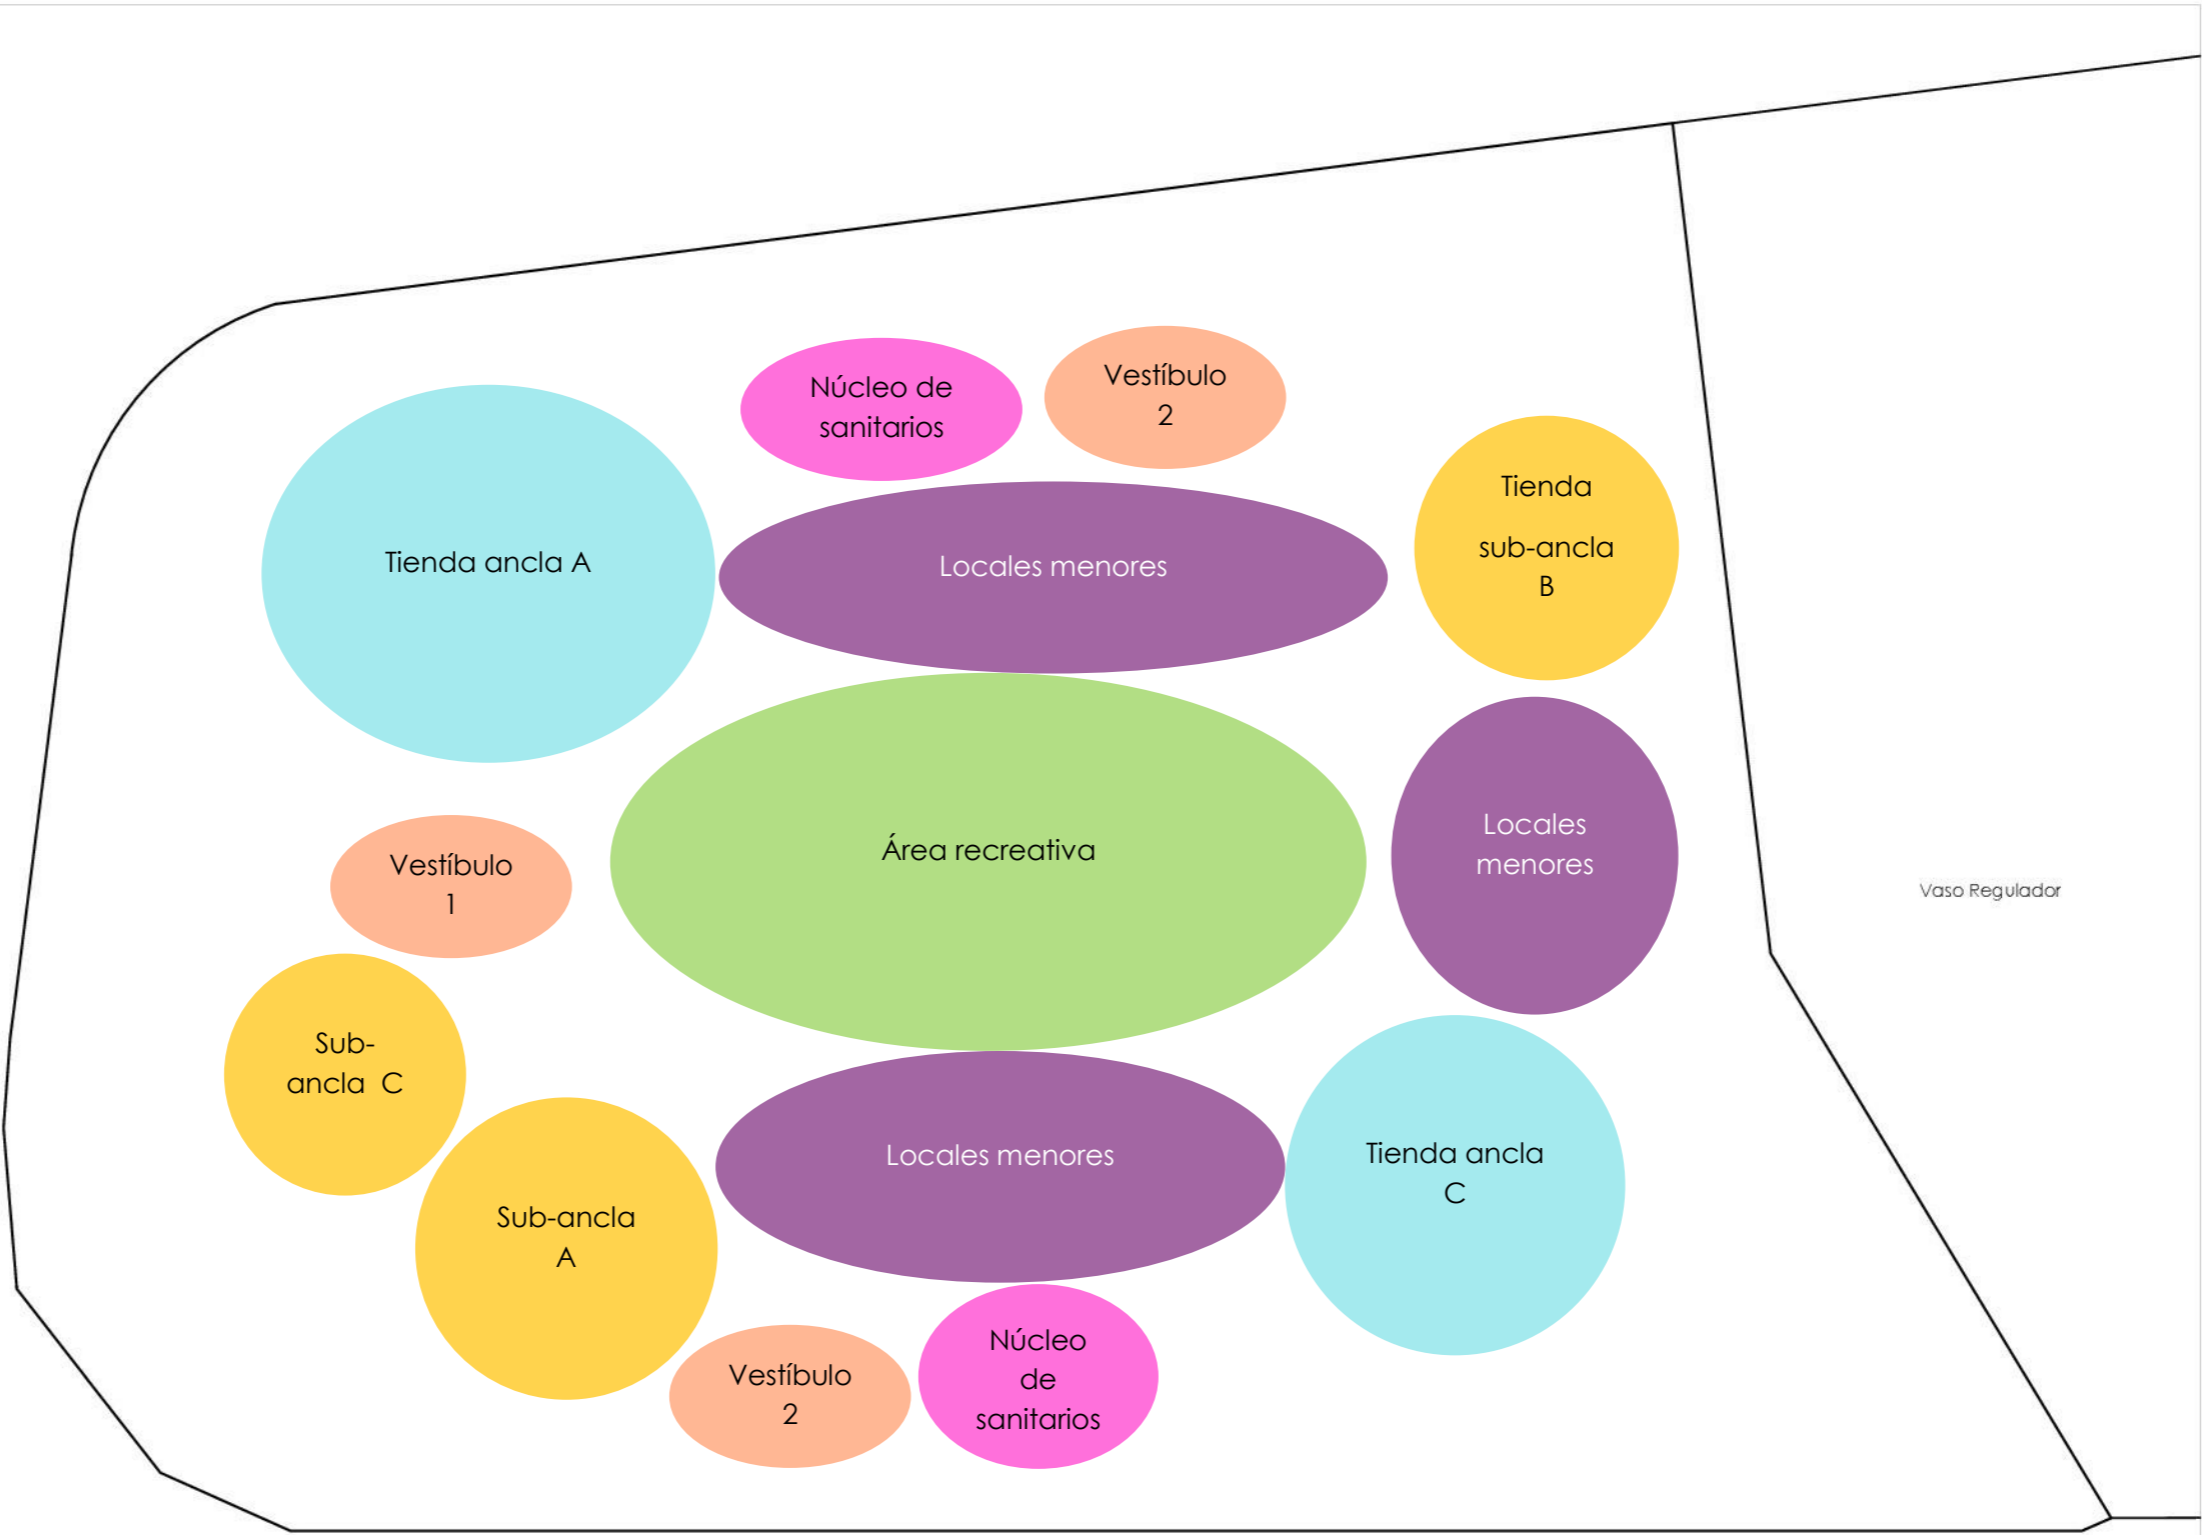 Núcleo de
sanitarios
Vestíbulo
2
Tienda
sub-ancla
B
Tienda ancla A
Locales menores
Locales
menores
Área recreativa
Vestíbulo
1
Vaso Regulador
Sub-
ancla C
Sub-ancla
A
Locales menores
Tienda ancla
C
Vestíbulo
2
Núcleo
de
sanitarios